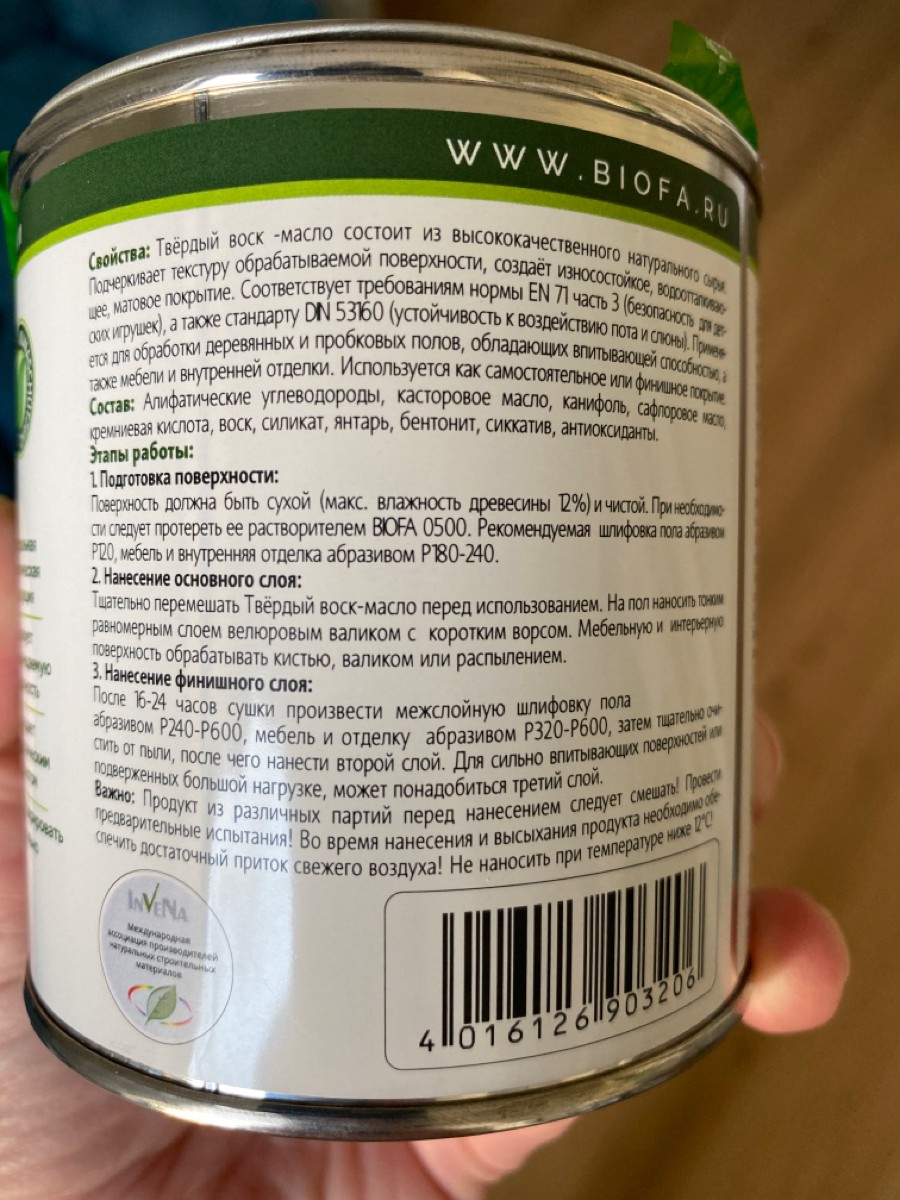 WWW.BIOFA.RU
Свойства: Твёрдый воск -масло состоит из высококачественного натурального сырья.
Подчеркивает текстуру обрабатываемой поверхности, создаёт износостойкое, водоотталкиваю-
щее, матовое покрытие. Соответствует требованиям нормы EN 71 часть 3 (безопасность для дет-
ских игрушек), а также стандарту DIN 53160 (устойчивость к воздействию пота и слюны). Применя-
ется для обработки деревянных и пробковых полов, обладающих впитывающей способностью, а
также мебели и внутренней отделки. Используется как самостоятельное или финишное покрытие.
Состав: Алифатические углеводороды, касторовое масло, канифоль, сафлоровое масло,
кремниевая кислота, воск, силикат, янтарь, бентонит, сиккатив, антиоксиданты.
Этапы работы:
1. Подготовка поверхности:
Поверхность должна быть сухой (макс. влажность древесины 12%) и чистой. При необходимо-
сти следует протереть ее растворителем BIOFA 0500. Рекомендуемая шлифовка пола абразивом
P120, мебель и внутренняя отделка абразивом P180-240.
2. Нанесение основного слоя:
Тщательно перемешать Твёрдый воск-масло перед использованием. На пол наносить тонким
равномерным слоем велюровым валиком с коротким ворсом. Мебельную и интерьерную
поверхность обрабатывать кистью, валиком или распылением.
3. Нанесение финишного слоя:
После 16-24 часов сушки произвести межслойную шлифовку пола
абразивом P240-P600, мебель и отделку абразивом P320-P600, затем тщательно очи-
стить от пыли, после чего нанести второй слой. Для сильно впитывающих поверхностей или
подверженных большой нагрузке, может понадобиться третий слой.
Важно: Продукт из различных партий перед нанесением следует смешать! Провести
предварительные испытания! Во время нанесения и высыхания продукта необходимо обе-
спечить достаточный приток свежего воздуха! Не наносить при температуре ниже 12°C!
INVENA
Международная
ассоциация производителей
натуральных строительных
материалов
4 016126 903206